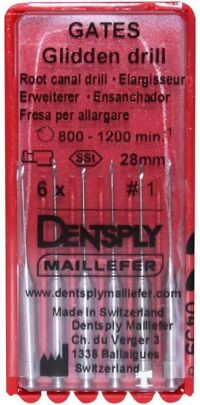 GATES
Glidden drill
Root canal drill · Elargisseur
Erweiterer · Ensanchador
Fresa per allargare
800 - 1200 min⁻¹
SSt 28mm
6 x #1
DENTSPLY
MAILLEFER
www.dentsplymaillefer.com
Made in Switzerland
Dentsply Maillefer
Ch. du Verger 3
1338 Ballaigues
Switzerland